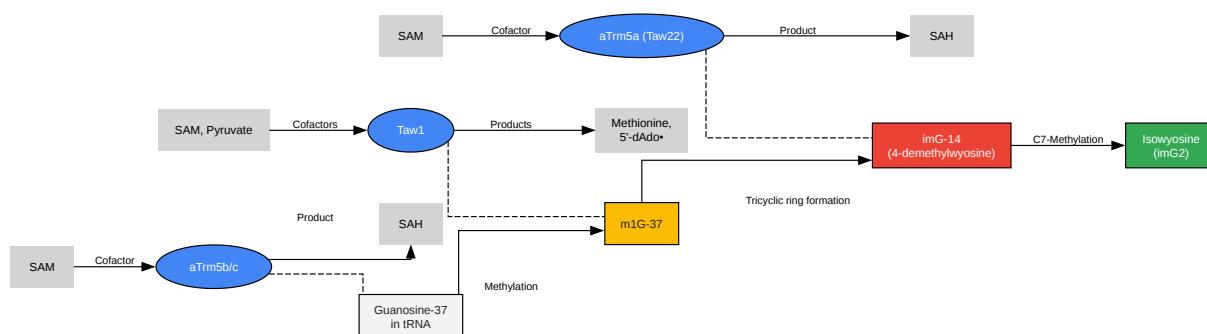 SAM
Cofactor
aTrm5a (Taw22)
Product
SAH
SAM, Pyruvate
Cofactors
Taw1
Products
Methionine,
5'-dAdo•
imG-14
(4-demethylwyosine)
C7-Methylation
Isowyosine
(imG2)
Tricyclic ring formation
Product
SAH
m1G-37
SAM
Cofactor
aTrm5b/c
Methylation
Guanosine-37
in tRNA